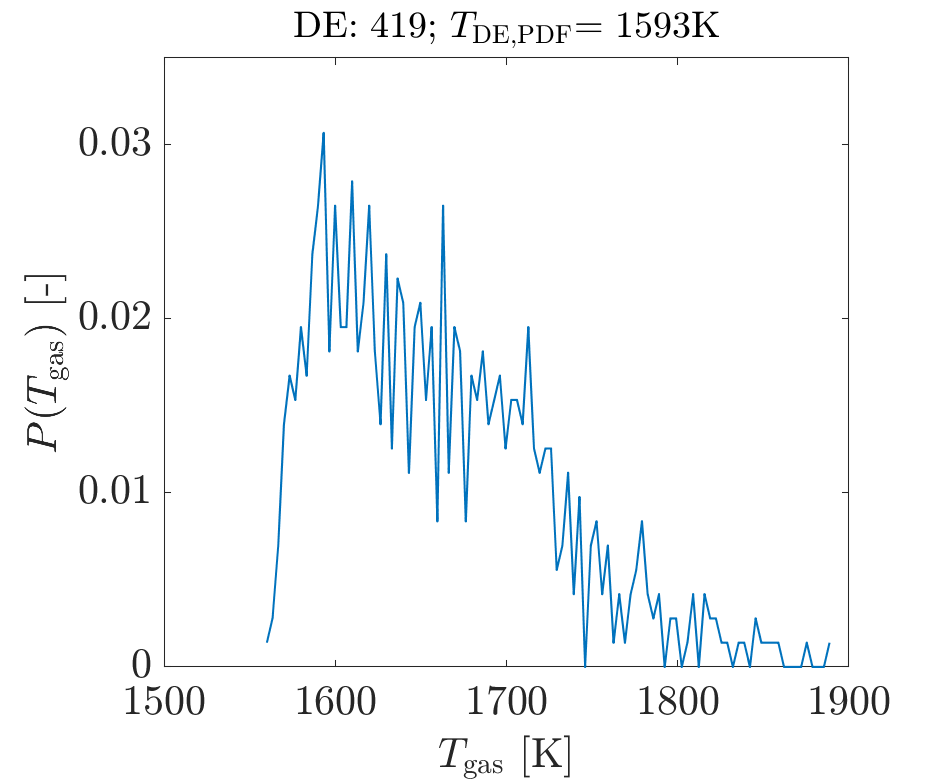 DE: 419; T_DE,PDF= 1593K
P(T_gas) [-]
0.03
0.02
0.01
0
1500 1600 1700 1800 1900
T_gas [K]